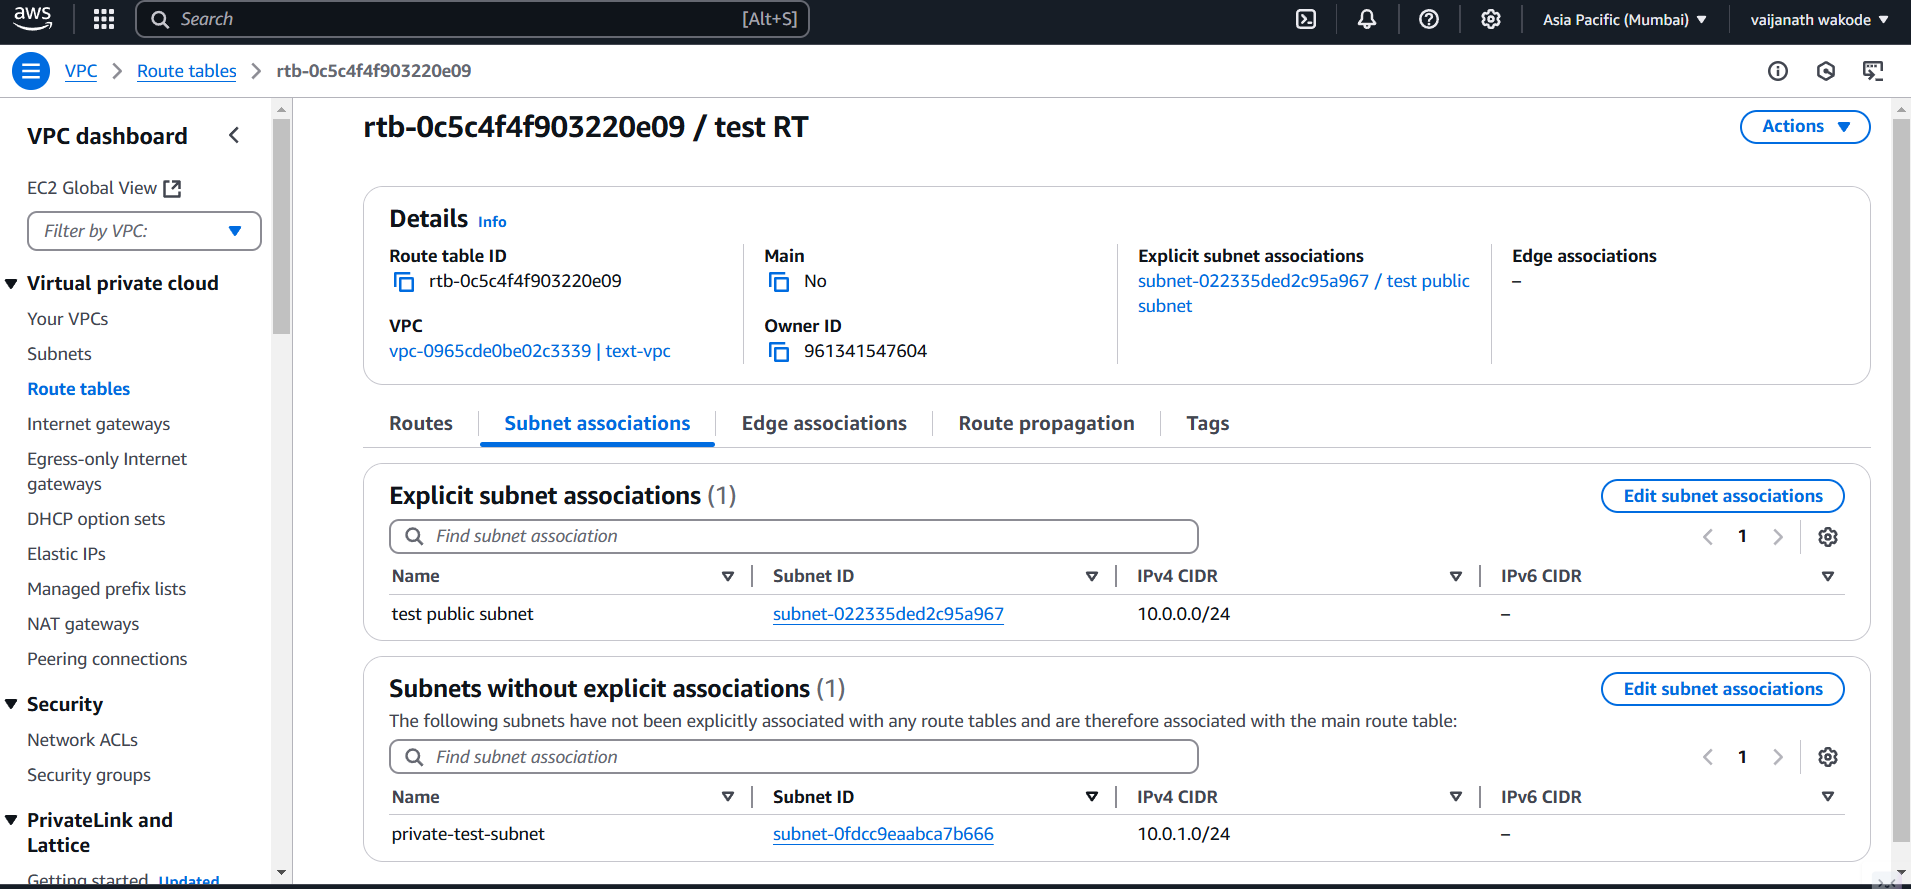 aws
Search [Alt+S]
Asia Pacific (Mumbai)
vaijanath wakode
VPC
Route tables
rtb-0c5c4f4f903220e09
VPC dashboard
EC2 Global View
Filter by VPC:
Virtual private cloud
Your VPCs
Subnets
Route tables
Internet gateways
Egress-only Internet
gateways
DHCP option sets
Elastic IPs
Managed prefix lists
NAT gateways
Peering connections
Security
Network ACLs
Security groups
PrivateLink and
Lattice
Getting started Updated
rtb-0c5c4f4f903220e09 / test RT
Actions
Details Info
Route table ID
rtb-0c5c4f4f903220e09
VPC
vpc-0965cde0be02c3339 | text-vpc
Main
No
Owner ID
961341547604
Explicit subnet associations
subnet-022335ded2c95a967 / test public
subnet
Edge associations
–
Routes
Subnet associations
Edge associations
Route propagation
Tags
Explicit subnet associations (1)
Edit subnet associations
Find subnet association
1
Name Subnet ID IPv4 CIDR IPv6 CIDR
test public subnet subnet-022335ded2c95a967 10.0.0.0/24 –
Subnets without explicit associations (1)
Edit subnet associations
The following subnets have not been explicitly associated with any route tables and are therefore associated with the main route table:
Find subnet association
1
Name Subnet ID IPv4 CIDR IPv6 CIDR
private-test-subnet subnet-0fdcc9eaabca7b666 10.0.1.0/24 –